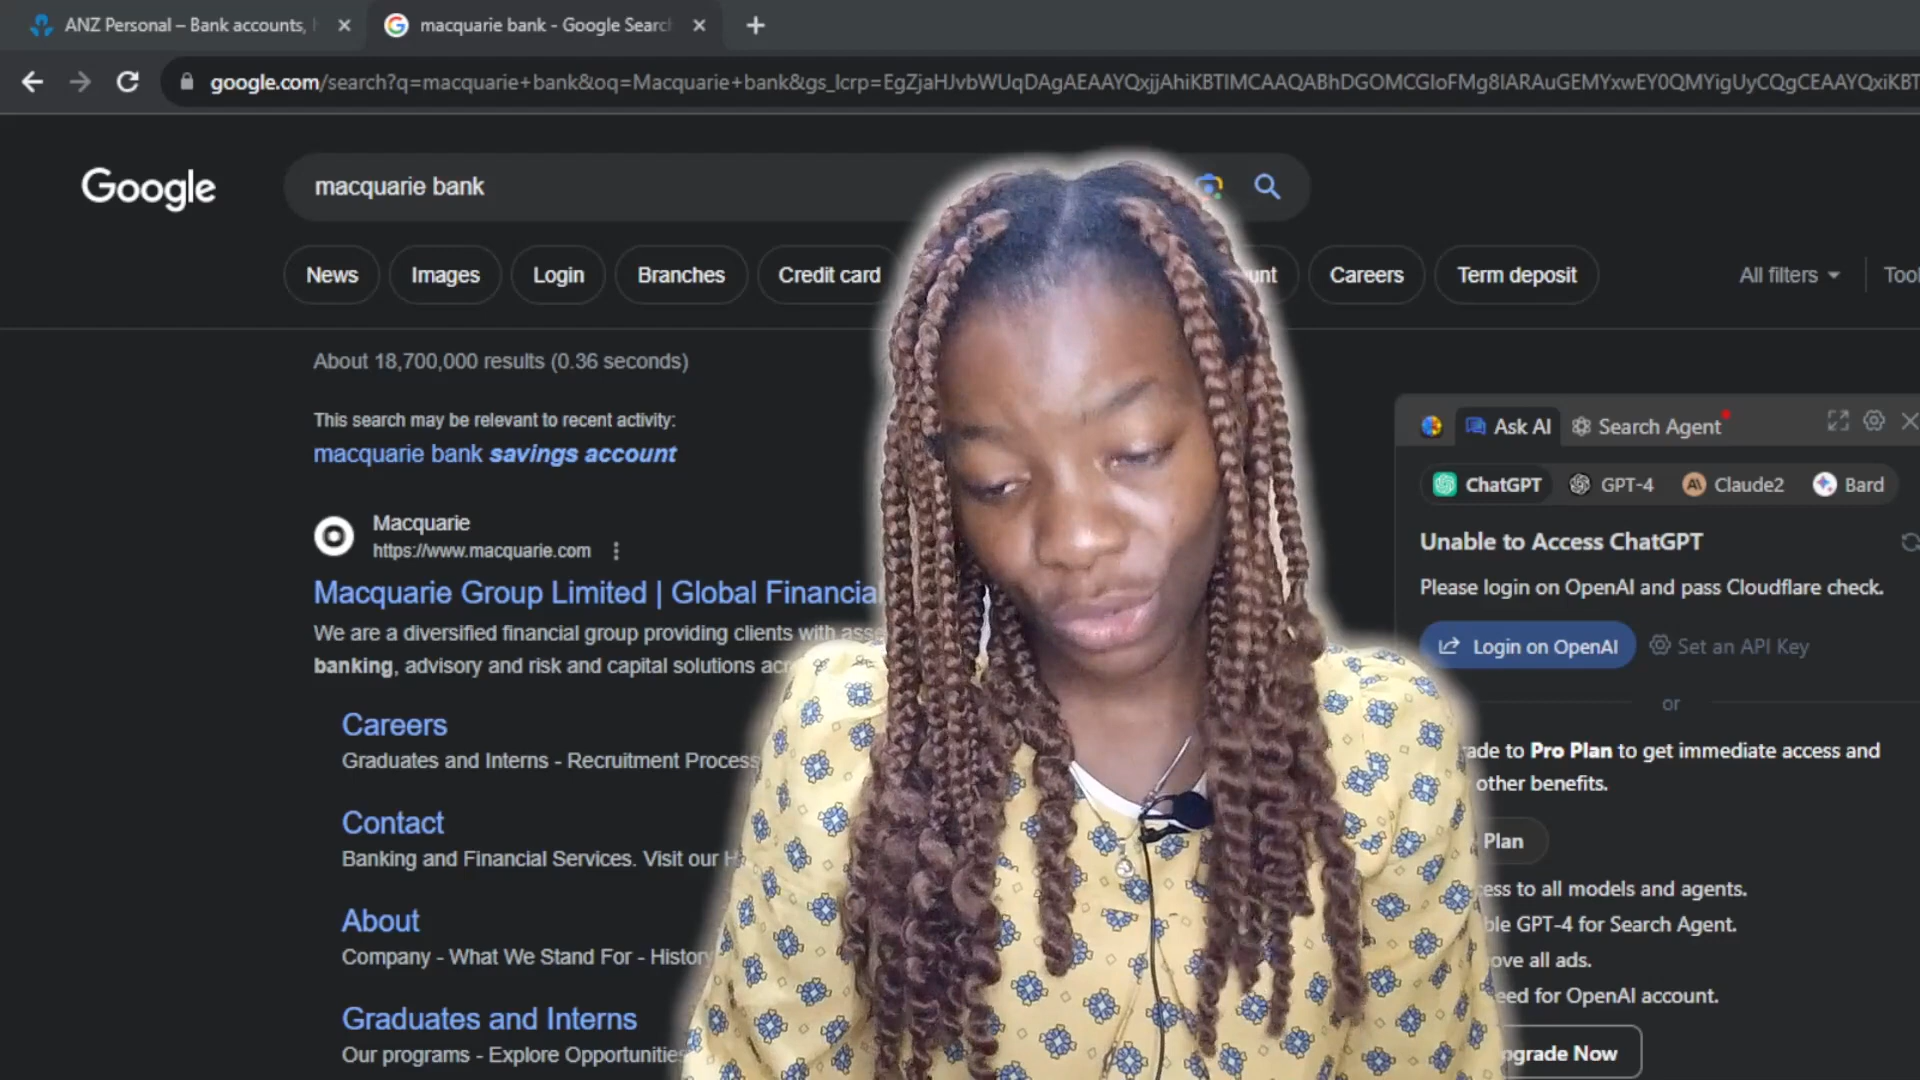 ANZ Personal – Bank accounts,
macquarie bank - Google Search
google.com/search?q=macquarie+bank&oq=Macquarie+bank&gs_lcrp=
Google
macquarie bank
News
Images
Login
Branches
Credit card
Careers
Term deposit
All filters
About 18,700,000 results (0.36 seconds)
This search may be relevant to recent activity:
macquarie bank savings account
Macquarie
https://www.macquarie.com
Macquarie Group Limited | Global Financial
We are a diversified financial group providing clients with
banking, advisory and risk and capital solutions
Careers
Graduates and Interns - Recruitment Process
Contact
Banking and Financial Services. Visit our
About
Company - What We Stand For - History
Graduates and Interns
Our programs - Explore Opportunities
Ask AI
Search Agent
ChatGPT
GPT-4
Claude2
Bard
Unable to Access ChatGPT
Please login on OpenAI and pass Cloudflare check.
Login on OpenAI
Set an API Key
or
to Pro Plan to get immediate access and
other benefits.
Plan
to all models and agents.
GPT-4 for Search Agent.
all ads.
for OpenAI account.
Now